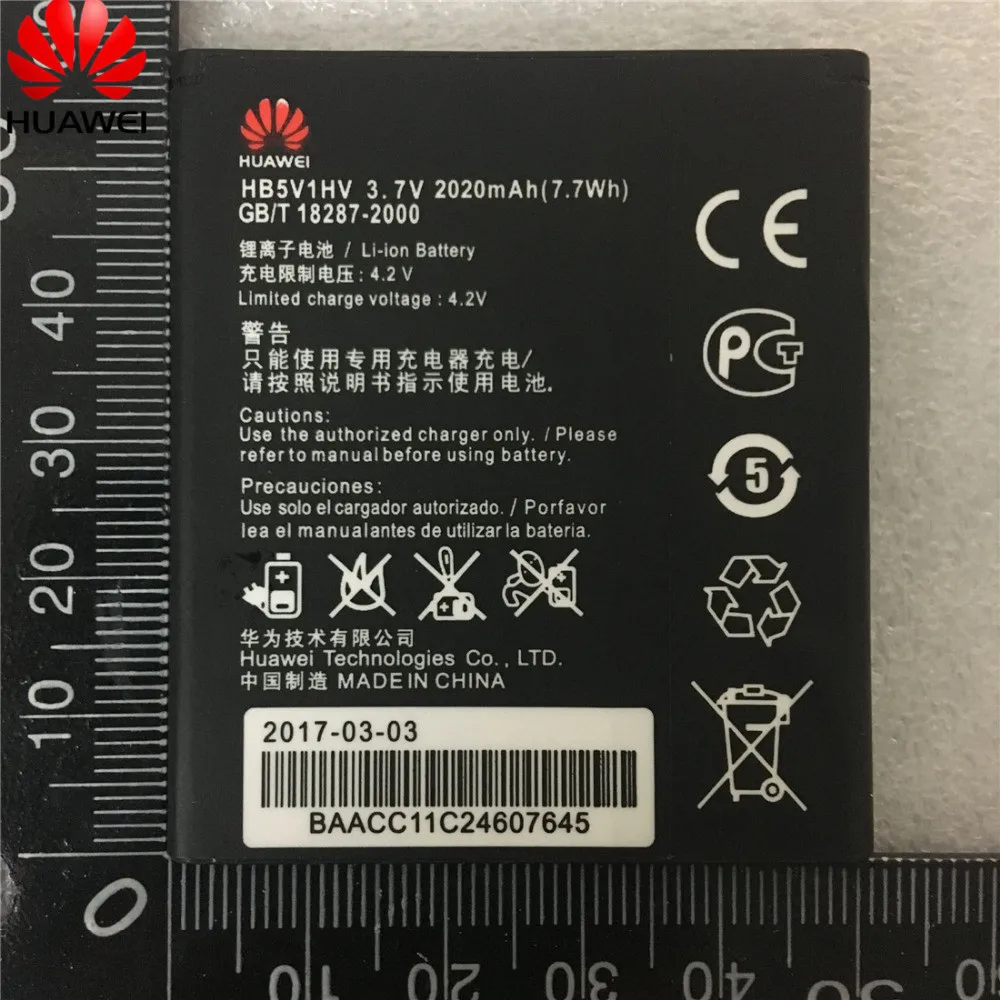 HUAWEI
HUAWEI
HB5V1HV 3.7V 2020mAh(7.7Wh)
GB/T 18287-2000
锂离子电池 / Li-ion Battery
充电限制电压 : 4.2 V
Limited charge voltage : 4.2V
警告
只能使用专用充电器充电/
请按照说明书指示使用电池.
Cautions:
Use the authorized charger only. / Please
refer to manual before using battery.
Precauciones:
Use solo el cargador autorizado. / Porfavor
lea el manualantes de utilizar la bateria.
CE
PCT
5
华为技术有限公司
Huawei Technologies Co., LTD.
中国制造 MADE IN CHINA
2017-03-03
BAACC11C24607645
40
30
20
10
0
10
20
30
40
50